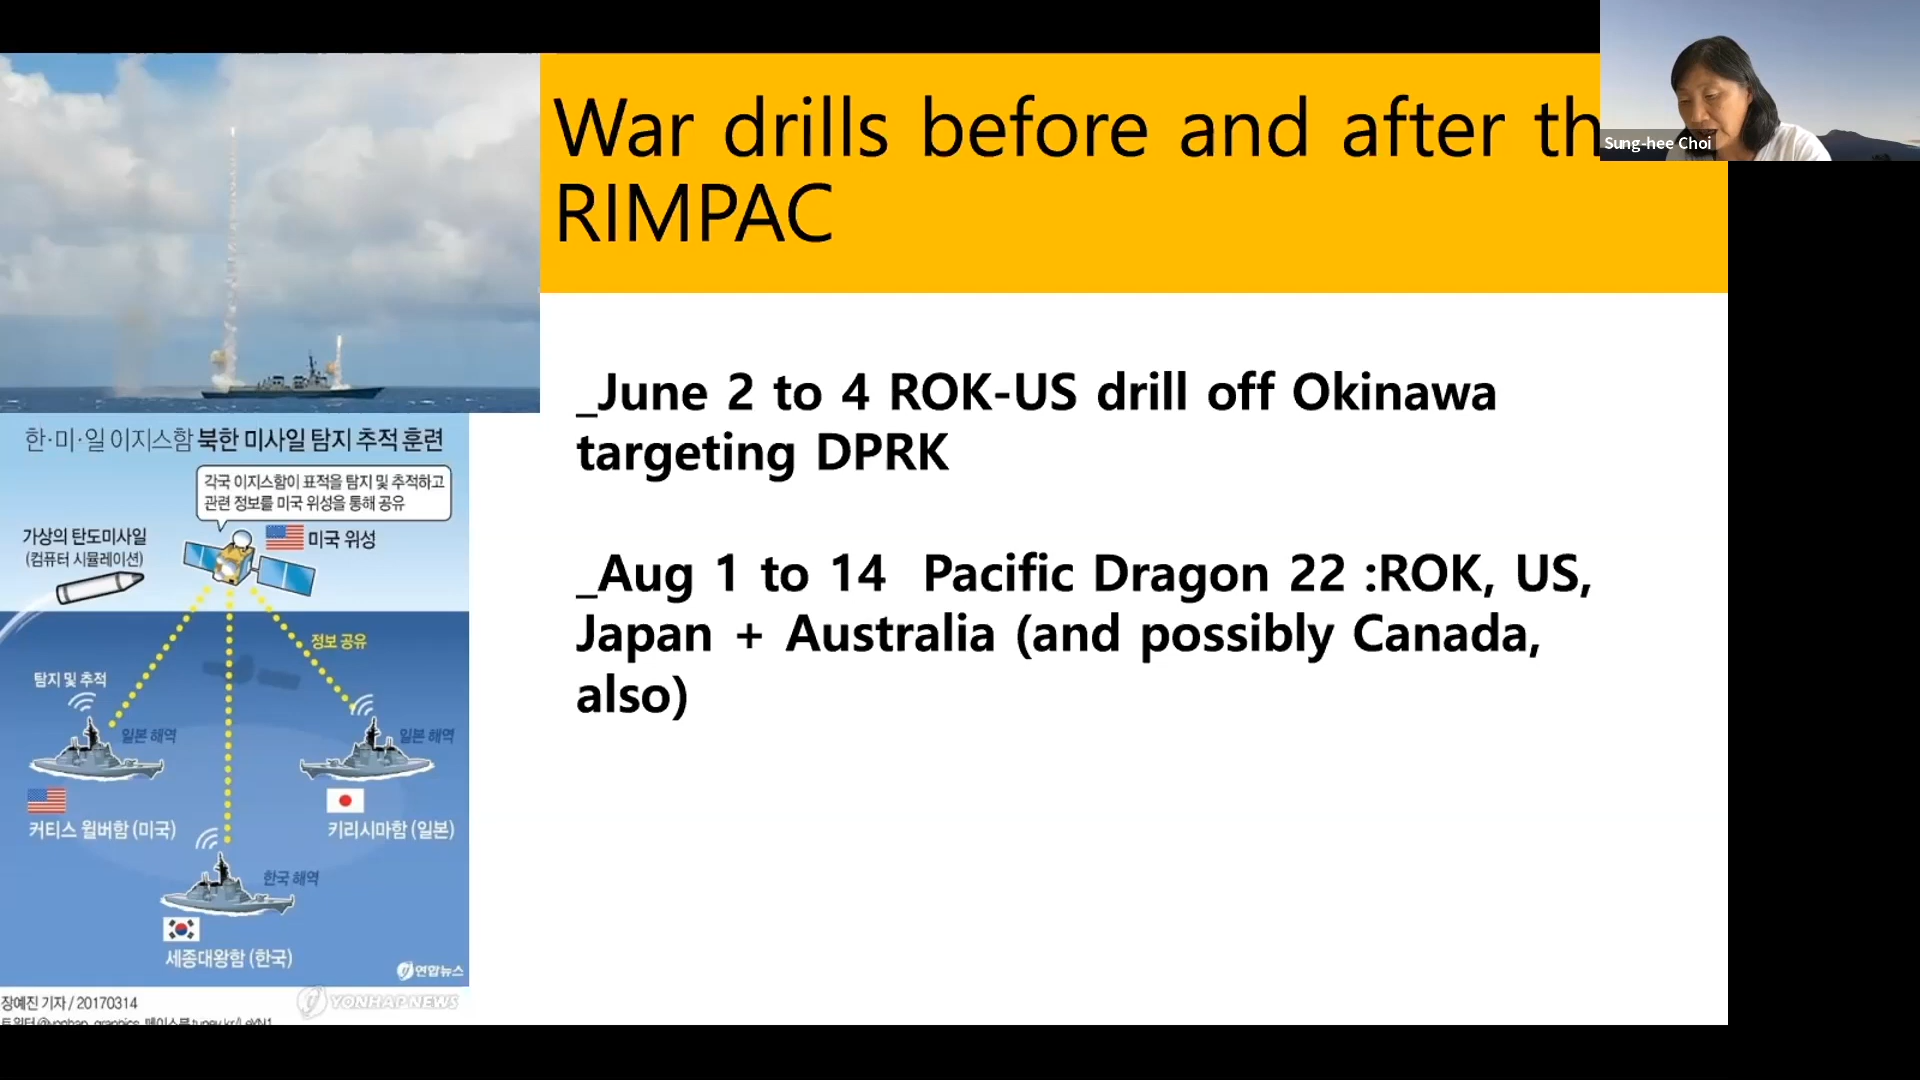 War drills before and after th
RIMPAC
Sung-hee Choi
_June 2 to 4 ROK-US drill off Okinawa
targeting DPRK
_Aug 1 to 14 Pacific Dragon 22 :ROK, US,
Japan + Australia (and possibly Canada,
also)
한·미·일 이지스함 북한 미사일 탐지 추적 훈련
각국 이지스함이 표적을 탐지 및 추적하고
관련 정보를 미국 위성을 통해 공유
가상의 탄도미사일
(컴퓨터 시뮬레이션)
미국 위성
정보 공유
탐지 및 추적
일본 해역
일본 해역
커티스 윌버함 (미국)
키리시마함 (일본)
한국 해역
세종대왕함 (한국)
연합뉴스
장예진 기자 / 20170314
YONHAP NEWS